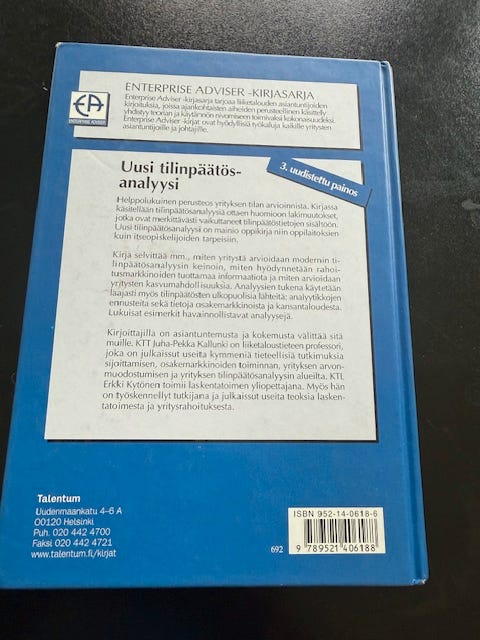 EA
ENTERPRISE ADVISER
ENTERPRISE ADVISER -KIRJASARJA
Enterprise Adviser -kirjasarja tarjoaa liiketalouden asiantuntijoiden
kirjoituksia, joissa ajankohtaisten aiheiden perusteellinen käsittely
yhdistyy teorian ja käytännön nivomiseen toimivaksi kokonaisuudeksi.
Enterprise Adviser -kirjat ovat hyödyllisiä työkaluja kaikille yritysten
asiantuntijoille ja johtajille.
3. uudistettu painos
Uusi tilinpäätös-
analyysi
Helppolukuinen perusteos yrityksen tilan arvioinnista. Kirjassa
käsitellään tilinpäätösanalyysiä ottaen huomioon lakimuutokset,
jotka ovat merkittävästi vaikuttaneet tilinpäätöstietojen sisältöön.
Uusi tilinpäätösanalyysi on mainio oppikirja niin oppilaitoksien
kuin itseopiskelijoiden tarpeisiin.
Kirja selvittää mm., miten yritystä arvioidaan modernin ti-
linpäätösanalyysin keinoin, miten hyödynnetään rahoi-
tusmarkkinoiden tuottamaa informaatiota ja miten arvioidaan
yritysten kasvumahdollisuuksia. Analyysien tukena käytetään
laajasti myös tilinpäätösten ulkopuolisia lähteitä: analyytikkojen
ennusteita sekä tietoja osakemarkkinoista ja kansantaloudesta.
Lukuisat esimerkit havainnollistavat analyysejä.
Kirjoittajilla on asiantuntemusta ja kokemusta välittää sitä
muille. KTT Juha-Pekka Kallunki on liiketaloustieteen professori,
joka on julkaissut useita kymmeniä tieteellisiä tutkimuksia
sijoittamisen, osakemarkkinoiden toiminnan, yrityksen arvon-
muodostumisen ja yrityksen tilinpäätösanalyysin alueilta. KTL
Erkki Kytönen toimii laskentatoimen yliopettajana. Myös hän
on työskennellyt tutkijana ja julkaissut useita teoksia lasken-
tatoimesta ja yritysrahoituksesta.
Talentum
Uudenmaankatu 4-6 A
00120 Helsinki
Puh. 020 442 4700
Faksi 020 442 4721
www.talentum.fi/kirjat
692
ISBN 952-14-0618-6
9 789521 406188